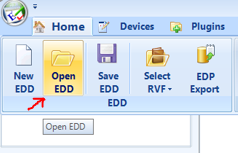 Home Devices Plugins
New EDD Open EDD Save EDD Select RVF EDP Export
EDD
Open EDD